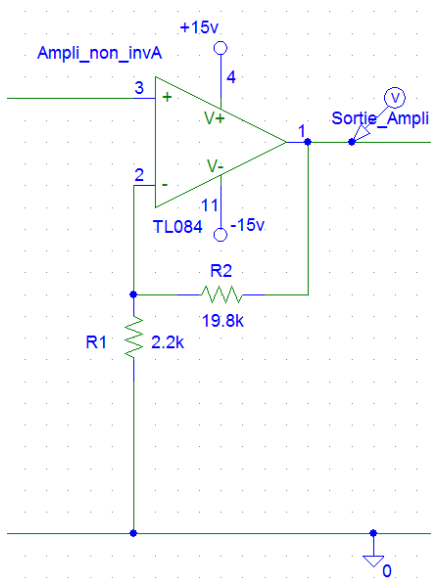 +15v
Ampli_non_invA
4
3
+
V+
V
Sortie_Ampli
1
2
-
V-
11
TL084
-15v
R2
19.8k
R1
2.2k
0